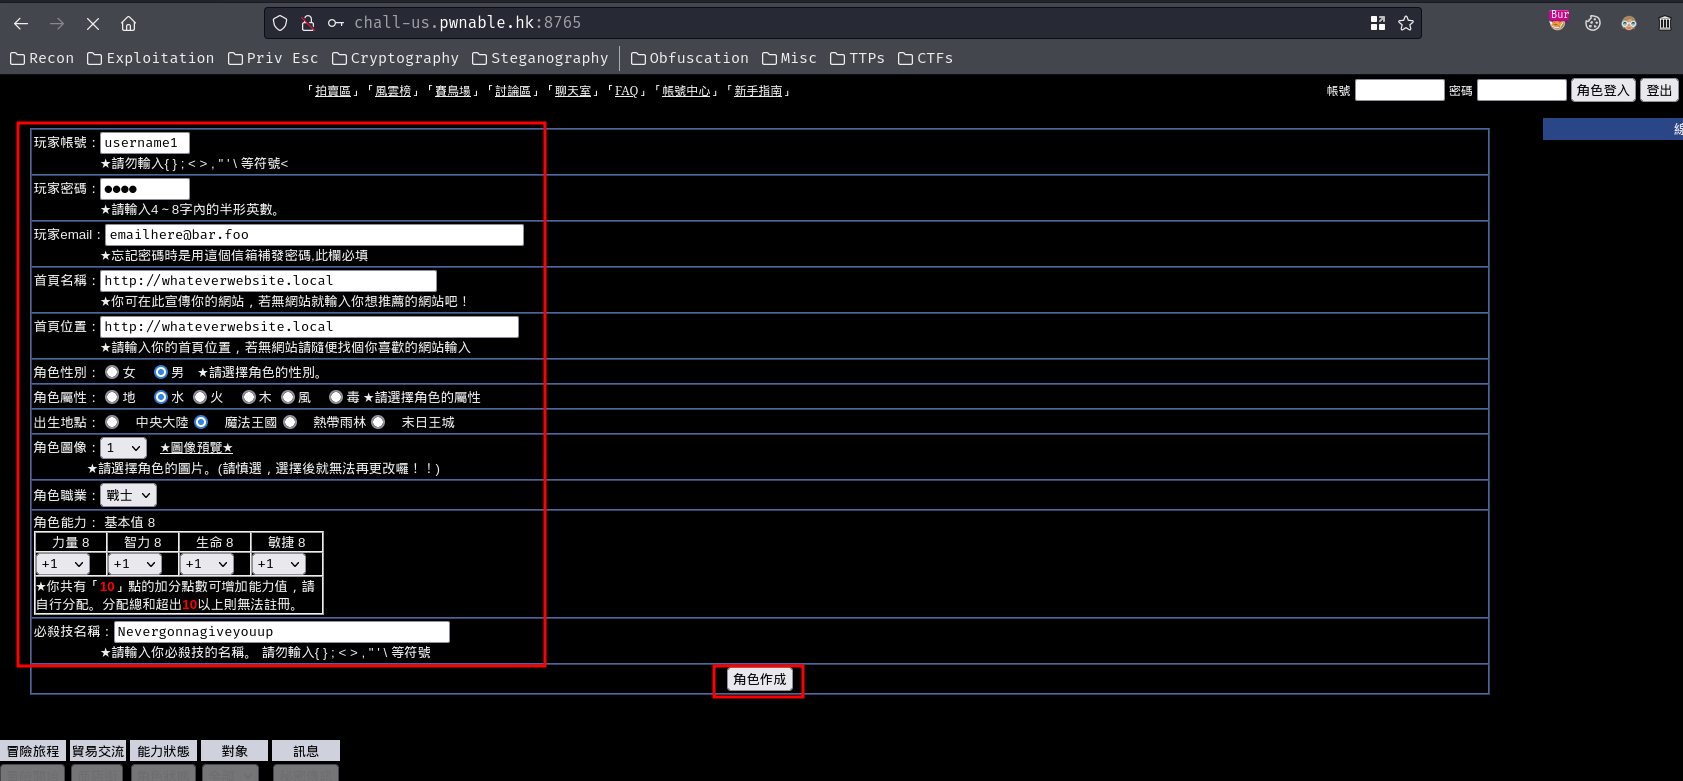 Bur
chall-us.pwnable.hk:8765
Recon Exploitation Priv Esc Cryptography Steganography Obfuscation Misc TTPs CTFs
「拍賣區」「風雲榜」「賽鳥場」「討論區」「聊天室」「FAQ」「帳號中心」「新手指南」 帳號 密碼 角色登入 登出
玩家帳號：username1
★請勿輸入{ } ; < > , " ' \ 等符號<
玩家密碼：●●●●
★請輸入4～8字內的半形英數。
玩家email：emailhere@bar.foo
★忘記密碼時是用這個信箱補發密碼,此欄必填
首頁名稱：http://whateverwebsite.local
★你可在此宣傳你的網站，若無網站就輸入你想推薦的網站吧！
首頁位置：http://whateverwebsite.local
★請輸入你的首頁位置，若無網站請隨便找個你喜歡的網站輸入
角色性別： 女 男 ★請選擇角色的性別。
角色屬性： 地 水 火 木 風 毒 ★請選擇角色的屬性
出生地點： 中央大陸 魔法王國 熱帶雨林 末日王城
角色圖像：1 ★圖像預覽★
★請選擇角色的圖片。(請慎選，選擇後就無法再更改囉！！)
角色職業：戰士
角色能力： 基本值 8
力量 8 智力 8 生命 8 敏捷 8
+1 +1 +1 +1
★你共有「10」點的加分點數可增加能力值，請
自行分配。分配總和超出10以上則無法註冊。
必殺技名稱：Nevergonnagiveyouup
★請輸入你必殺技的名稱。 請勿輸入{ } ; < > , " ' \ 等符號
角色作成
冒險旅程 貿易交流 能力狀態 對象 訊息